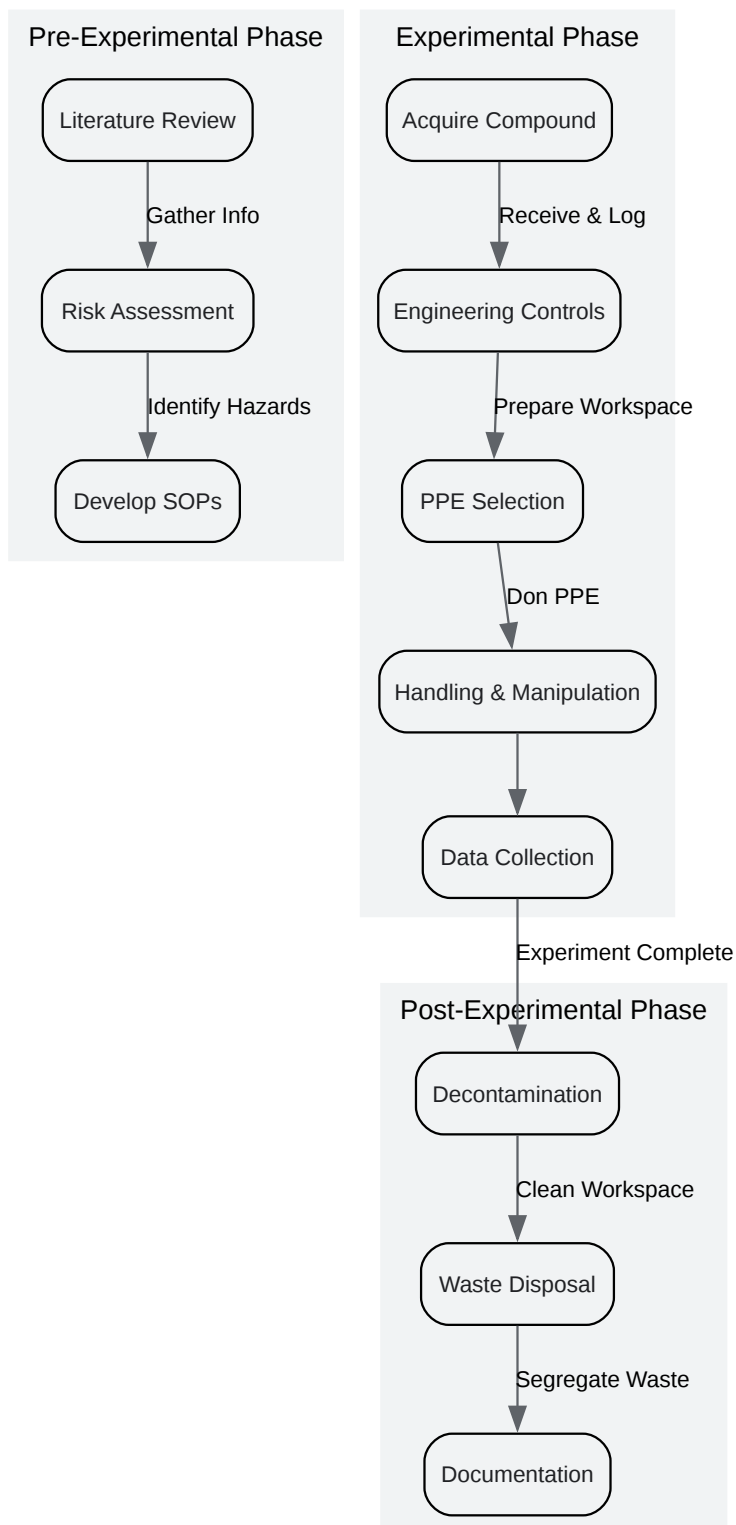 Pre-Experimental Phase
Literature Review
Gather Info
Risk Assessment
Identify Hazards
Develop SOPs
Experimental Phase
Acquire Compound
Receive & Log
Engineering Controls
Prepare Workspace
PPE Selection
Don PPE
Handling & Manipulation
Data Collection
Experiment Complete
Post-Experimental Phase
Decontamination
Clean Workspace
Waste Disposal
Segregate Waste
Documentation